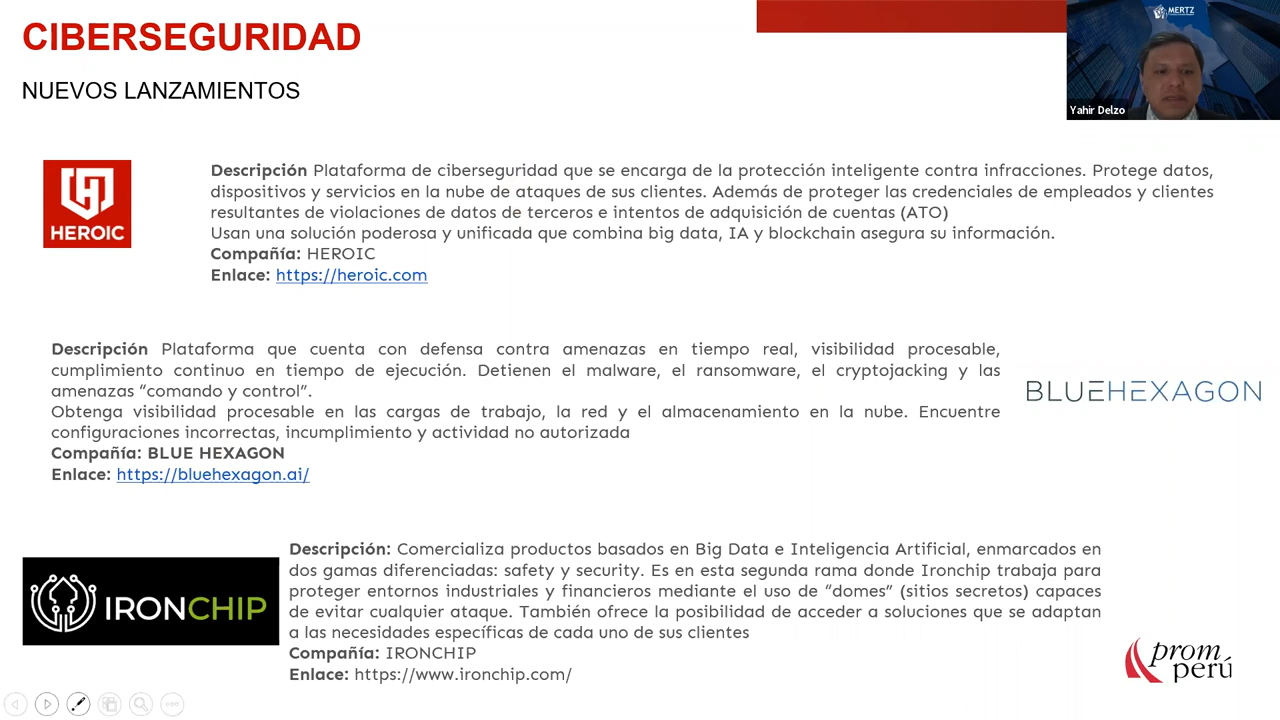 CIBERSEGURIDAD
NUEVOS LANZAMIENTOS
MERTZ
Yahir Delzo
HEROIC
Descripción Plataforma de ciberseguridad que se encarga de la protección inteligente contra infracciones. Protege datos,
dispositivos y servicios en la nube de ataques de sus clientes. Además de proteger las credenciales de empleados y clientes
resultantes de violaciones de datos de terceros e intentos de adquisición de cuentas (ATO)
Usan una solución poderosa y unificada que combina big data, IA y blockchain asegura su información.
Compañía: HEROIC
Enlace: https://heroic.com
Descripción Plataforma que cuenta con defensa contra amenazas en tiempo real, visibilidad procesable,
cumplimiento continuo en tiempo de ejecución. Detienen el malware, el ransomware, el cryptojacking y las
amenazas “comando y control”.
Obtenga visibilidad procesable en las cargas de trabajo, la red y el almacenamiento en la nube. Encuentre
configuraciones incorrectas, incumplimiento y actividad no autorizada
Compañía: BLUE HEXAGON
Enlace: https://bluehexagon.ai/
BLUEHEXAGON
IRONCHIP
Descripción: Comercializa productos basados en Big Data e Inteligencia Artificial, enmarcados en
dos gamas diferenciadas: safety y security. Es en esta segunda rama donde Ironchip trabaja para
proteger entornos industriales y financieros mediante el uso de “domes” (sitios secretos) capaces
de evitar cualquier ataque. También ofrece la posibilidad de acceder a soluciones que se adaptan
a las necesidades específicas de cada uno de sus clientes
Compañía: IRONCHIP
Enlace: https://www.ironchip.com/
prom
perú